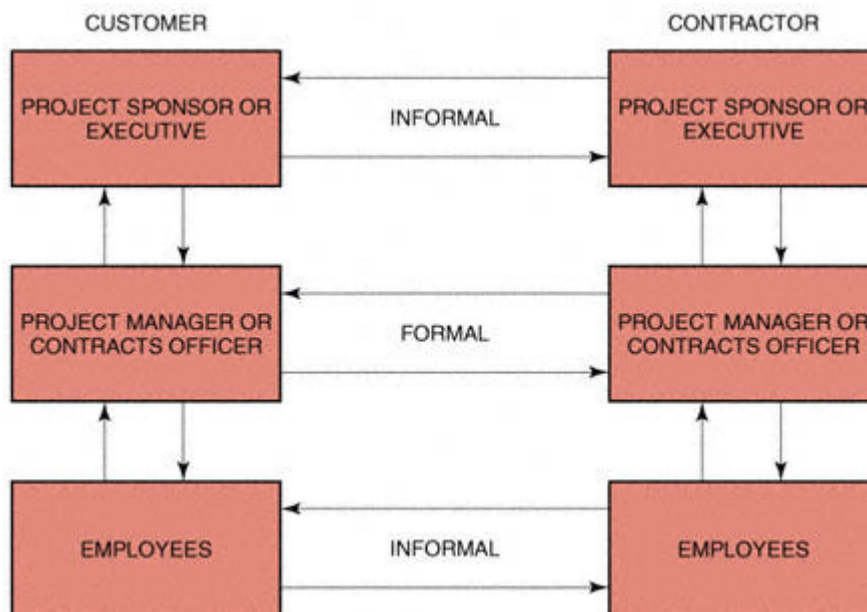 CUSTOMER
CONTRACTOR
PROJECT SPONSOR OR
EXECUTIVE
INFORMAL
PROJECT SPONSOR OR
EXECUTIVE
PROJECT MANAGER OR
CONTRACTS OFFICER
FORMAL
PROJECT MANAGER OR
CONTRACTS OFFICER
EMPLOYEES
INFORMAL
EMPLOYEES